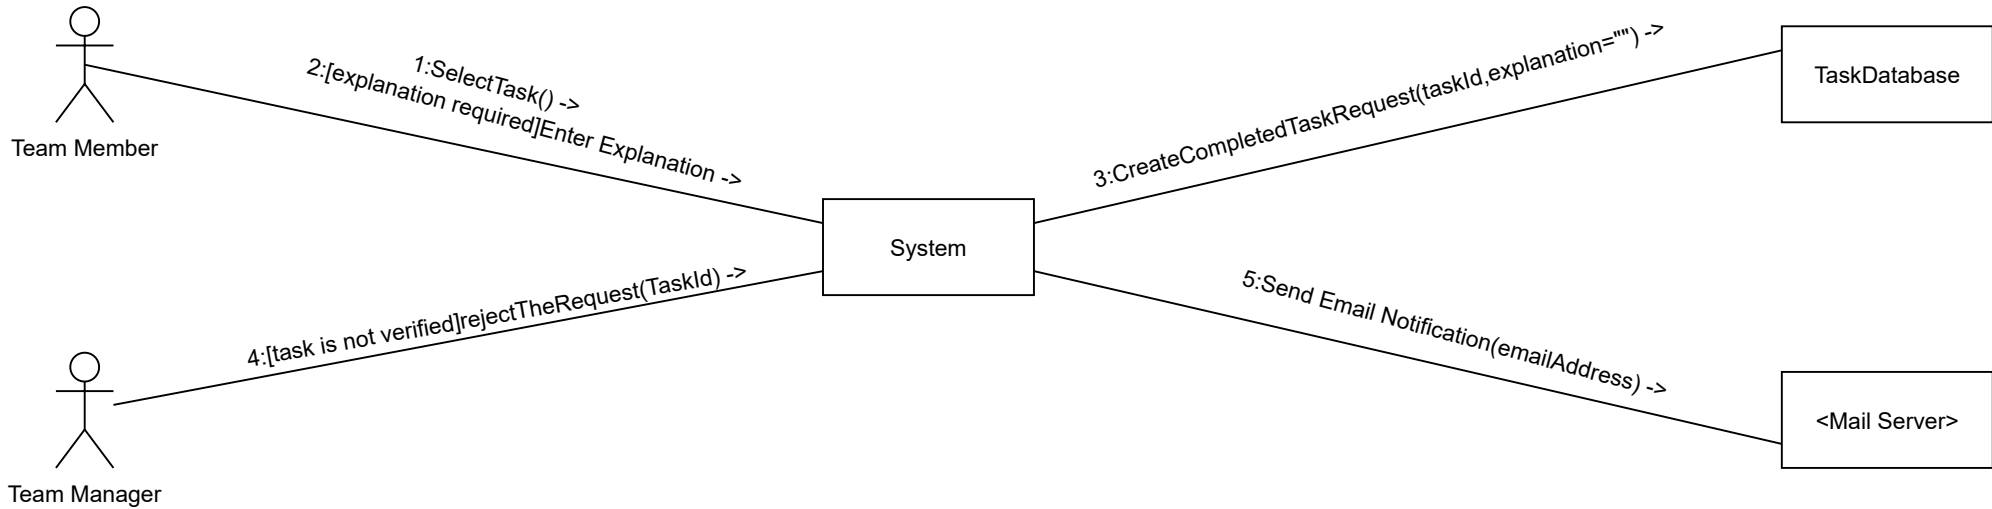 1:SelectTask() ->
2:[explanation required]Enter Explanation ->
Team Member
3:CreateCompletedTaskRequest(taskId,explanation="") ->
TaskDatabase
System
4:[task is not verified]rejectTheRequest(TaskId) ->
Team Manager
5:Send Email Notification(emailAddress) ->
<Mail Server>